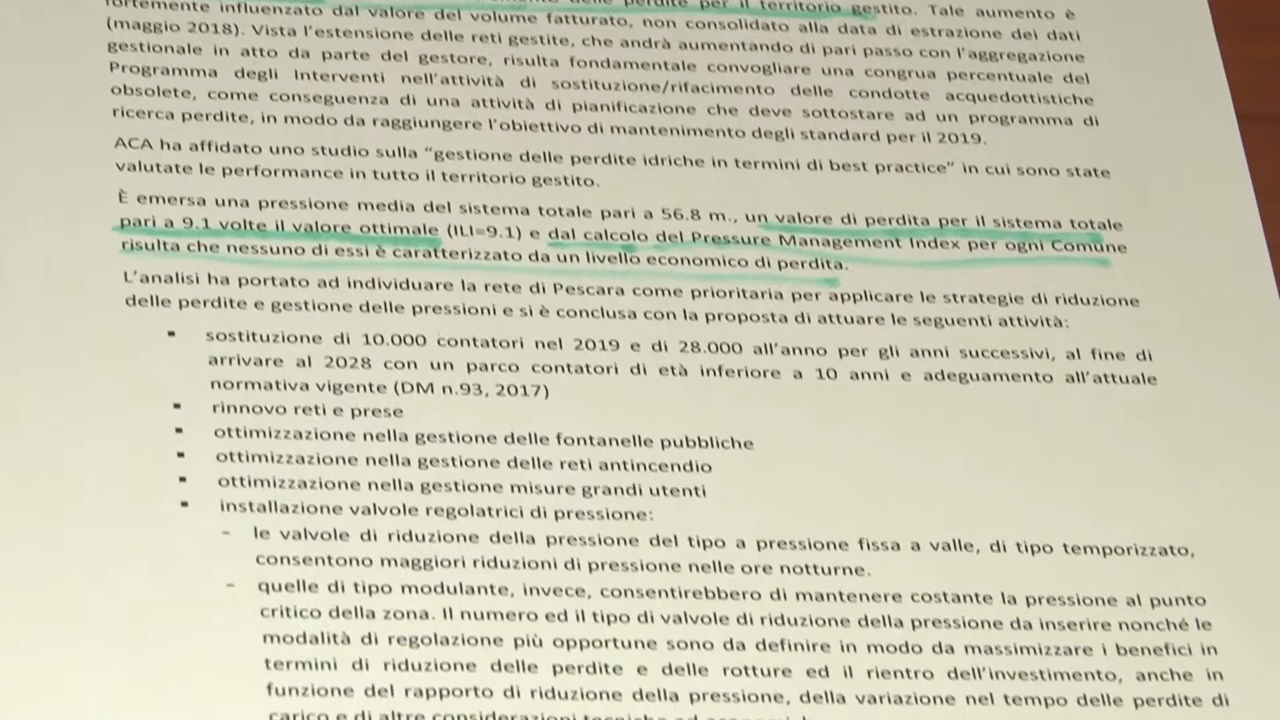 perdite per il territorio gestito. Tale aumento è
fortemente influenzato dal valore del volume fatturato, non consolidato alla data di estrazione dei dati
(maggio 2018). Vista l'estensione delle reti gestite, che andrà aumentando di pari passo con l'aggregazione
gestionale in atto da parte del gestore, risulta fondamentale convogliare una congrua percentuale del
Programma degli Interventi nell'attività di sostituzione/rifacimento delle condotte acquedottistiche
obsolete, come conseguenza di una attività di pianificazione che deve sottostare ad un programma di
ricerca perdite, in modo da raggiungere l'obiettivo di mantenimento degli standard per il 2019.
ACA ha affidato uno studio sulla "gestione delle perdite idriche in termini di best practice" in cui sono state
valutate le performance in tutto il territorio gestito.
È emersa una pressione media del sistema totale pari a 56.8 m., un valore di perdita per il sistema totale
pari a 9.1 volte il valore ottimale (ILI=9.1) e dal calcolo del Pressure Management Index per ogni Comune
risulta che nessuno di essi è caratterizzato da un livello economico di perdita.
L'analisi ha portato ad individuare la rete di Pescara come prioritaria per applicare le strategie di riduzione
delle perdite e gestione delle pressioni e si è conclusa con la proposta di attuare le seguenti attività:
▪ sostituzione di 10.000 contatori nel 2019 e di 28.000 all'anno per gli anni successivi, al fine di
arrivare al 2028 con un parco contatori di età inferiore a 10 anni e adeguamento all'attuale
normativa vigente (DM n.93, 2017)
▪ rinnovo reti e prese
▪ ottimizzazione nella gestione delle fontanelle pubbliche
▪ ottimizzazione nella gestione delle reti antincendio
▪ ottimizzazione nella gestione misure grandi utenti
▪ installazione valvole regolatrici di pressione:
– le valvole di riduzione della pressione del tipo a pressione fissa a valle, di tipo temporizzato,
consentono maggiori riduzioni di pressione nelle ore notturne.
– quelle di tipo modulante, invece, consentirebbero di mantenere costante la pressione al punto
critico della zona. Il numero ed il tipo di valvole di riduzione della pressione da inserire nonché le
modalità di regolazione più opportune sono da definire in modo da massimizzare i benefici in
termini di riduzione delle perdite e delle rotture ed il rientro dell'investimento, anche in
funzione del rapporto di riduzione della pressione, della variazione nel tempo delle perdite di
carico e di altre considerazioni